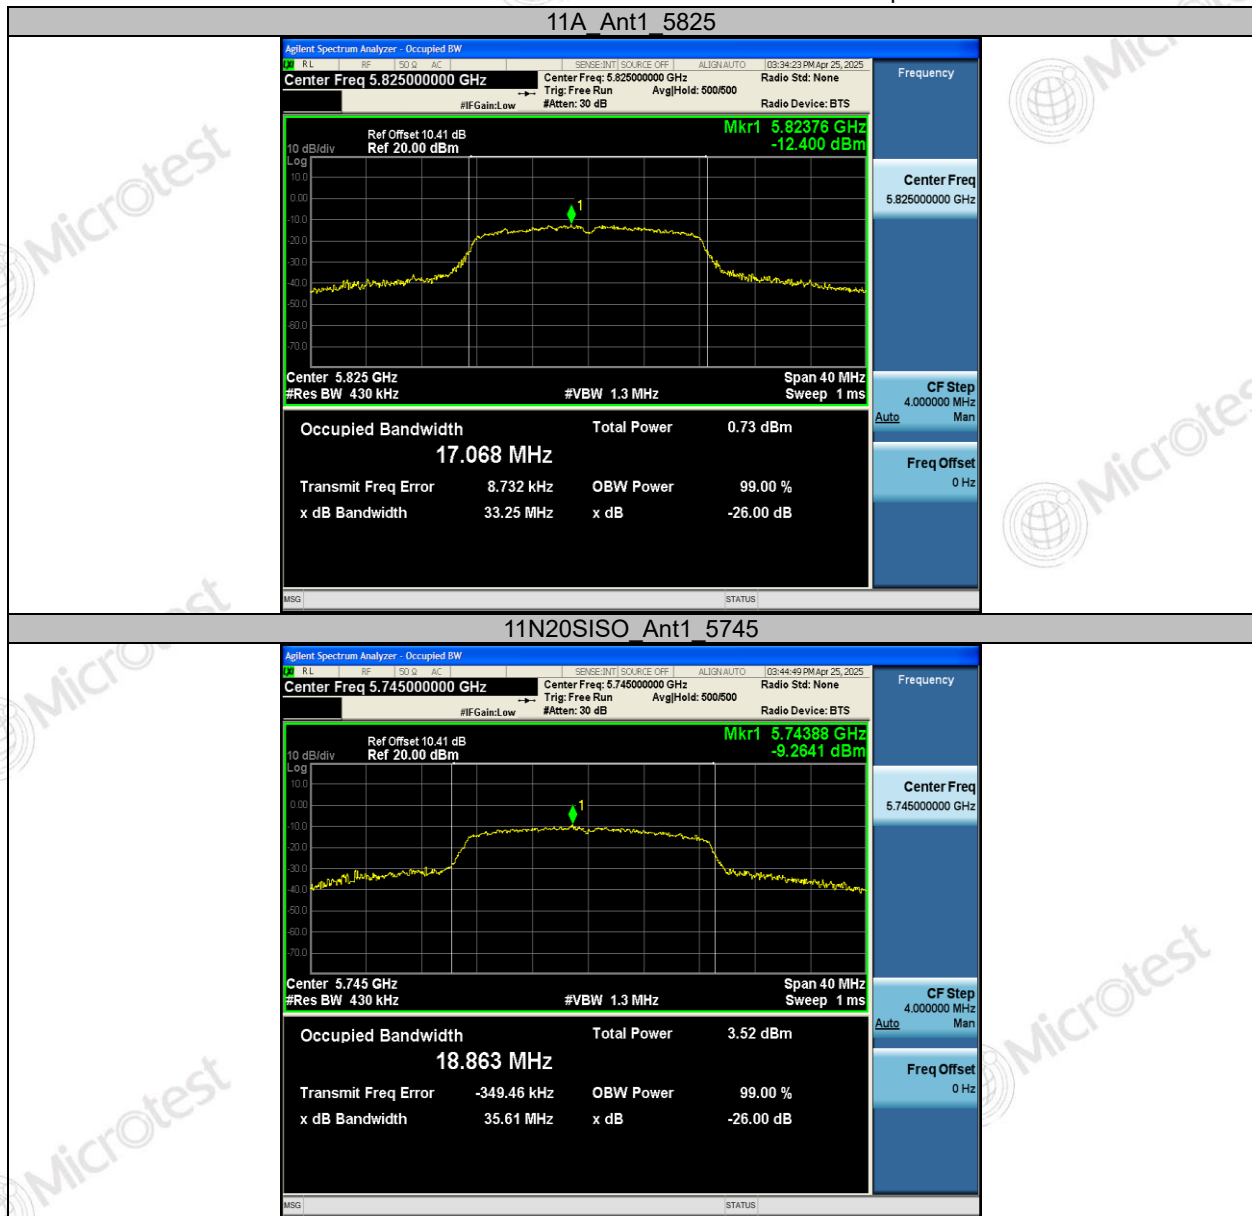 11A_Ant1_5825
Agilent Spectrum Analyzer - Occupied BW
RL RF 50 Ω AC SENSE:INT SOURCE OFF ALIGN AUTO 03:34:23 PM Apr 25, 2025
Center Freq 5.825000000 GHz
Center Freq: 5.825000000 GHz
Radio Std: None
Trig: Free Run Avg|Hold: 500/500
#IFGain:Low #Atten: 30 dB Radio Device: BTS
Frequency
Ref Offset 10.41 dB
10 dB/div Ref 20.00 dBm
Mkr1 5.82376 GHz
-12.400 dBm
Log
10.0
0.00
-10.0
-20.0
-30.0
-40.0
-50.0
-60.0
-70.0
1
Center 5.825 GHz Span 40 MHz
#Res BW 430 kHz #VBW 1.3 MHz Sweep 1 ms
Center Freq
5.825000000 GHz
CF Step
4.000000 MHz
Auto Man
Freq Offset
0 Hz
Occupied Bandwidth Total Power 0.73 dBm
17.068 MHz
Transmit Freq Error 8.732 kHz OBW Power 99.00 %
x dB Bandwidth 33.25 MHz x dB -26.00 dB
MSG STATUS
11N20SISO_Ant1_5745
Agilent Spectrum Analyzer - Occupied BW
RL RF 50 Ω AC SENSE:INT SOURCE OFF ALIGN AUTO 03:44:49 PM Apr 25, 2025
Center Freq 5.745000000 GHz
Center Freq: 5.745000000 GHz
Radio Std: None
Trig: Free Run Avg|Hold: 500/500
#IFGain:Low #Atten: 30 dB Radio Device: BTS
Frequency
Ref Offset 10.41 dB
10 dB/div Ref 20.00 dBm
Mkr1 5.74388 GHz
-9.2641 dBm
Log
10.0
0.00
-10.0
-20.0
-30.0
-40.0
-50.0
-60.0
-70.0
1
Center 5.745 GHz Span 40 MHz
#Res BW 430 kHz #VBW 1.3 MHz Sweep 1 ms
Center Freq
5.745000000 GHz
CF Step
4.000000 MHz
Auto Man
Freq Offset
0 Hz
Occupied Bandwidth Total Power 3.52 dBm
18.863 MHz
Transmit Freq Error -349.46 kHz OBW Power 99.00 %
x dB Bandwidth 35.61 MHz x dB -26.00 dB
MSG STATUS
Microtest
Microtest
Microtest
Microtest